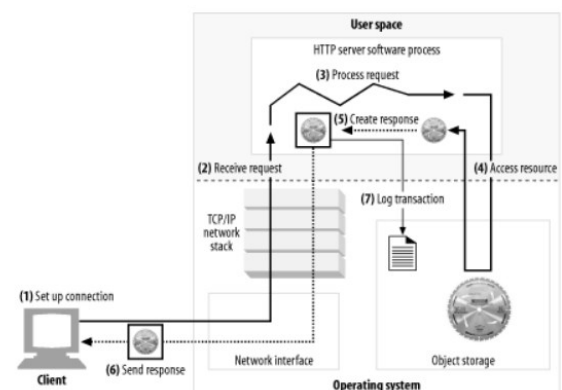 User space
HTTP server software process
(3) Process request
(5) Create response
(2) Receive request
(4) Access resource
(7) Log transaction
TCP/IP
network
stack
(1) Set up connection
(6) Send response
Client
Network interface
Object storage
Operating system